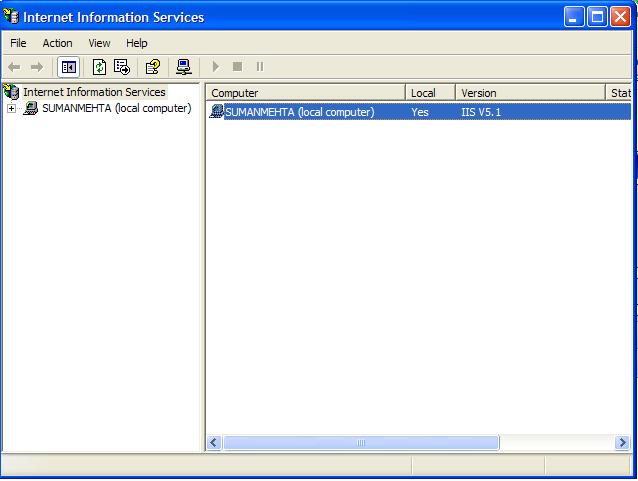 Internet Information Services
File Action View Help
Internet Information Services
SUMANMEHTA (local computer)
Computer Local Version Stat
SUMANMEHTA (local computer) Yes IIS V5.1